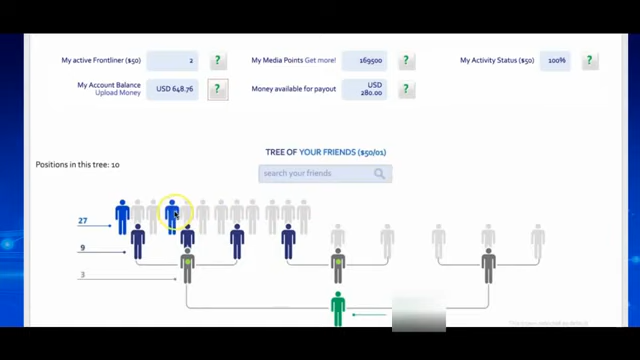 My active Frontliner ($50) 2 ? My Media Points Get more! 169500 ? My Activity Status ($50) 100% ?
My Account Balance
Upload Money USD 648.76 ? Money available for payout USD 280.00 ?
TREE OF YOUR FRIENDS ($50/01)
Positions in this tree: 10
search your friends
27
9
3